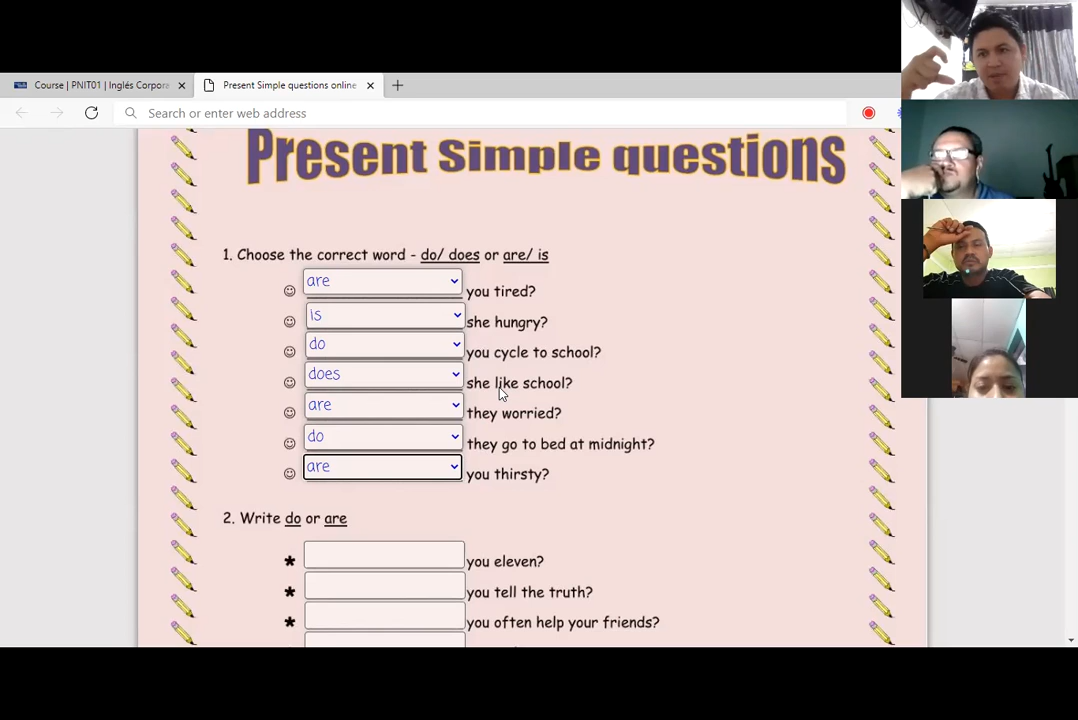 Course | PNIT01 | Inglés Corpora
Present Simple questions online
Search or enter web address
Present Simple questions
1. Choose the correct word - do/ does or are/ is
are you tired?
is she hungry?
do you cycle to school?
does she like school?
are they worried?
do they go to bed at midnight?
are you thirsty?
2. Write do or are
* you eleven?
* you tell the truth?
* you often help your friends?